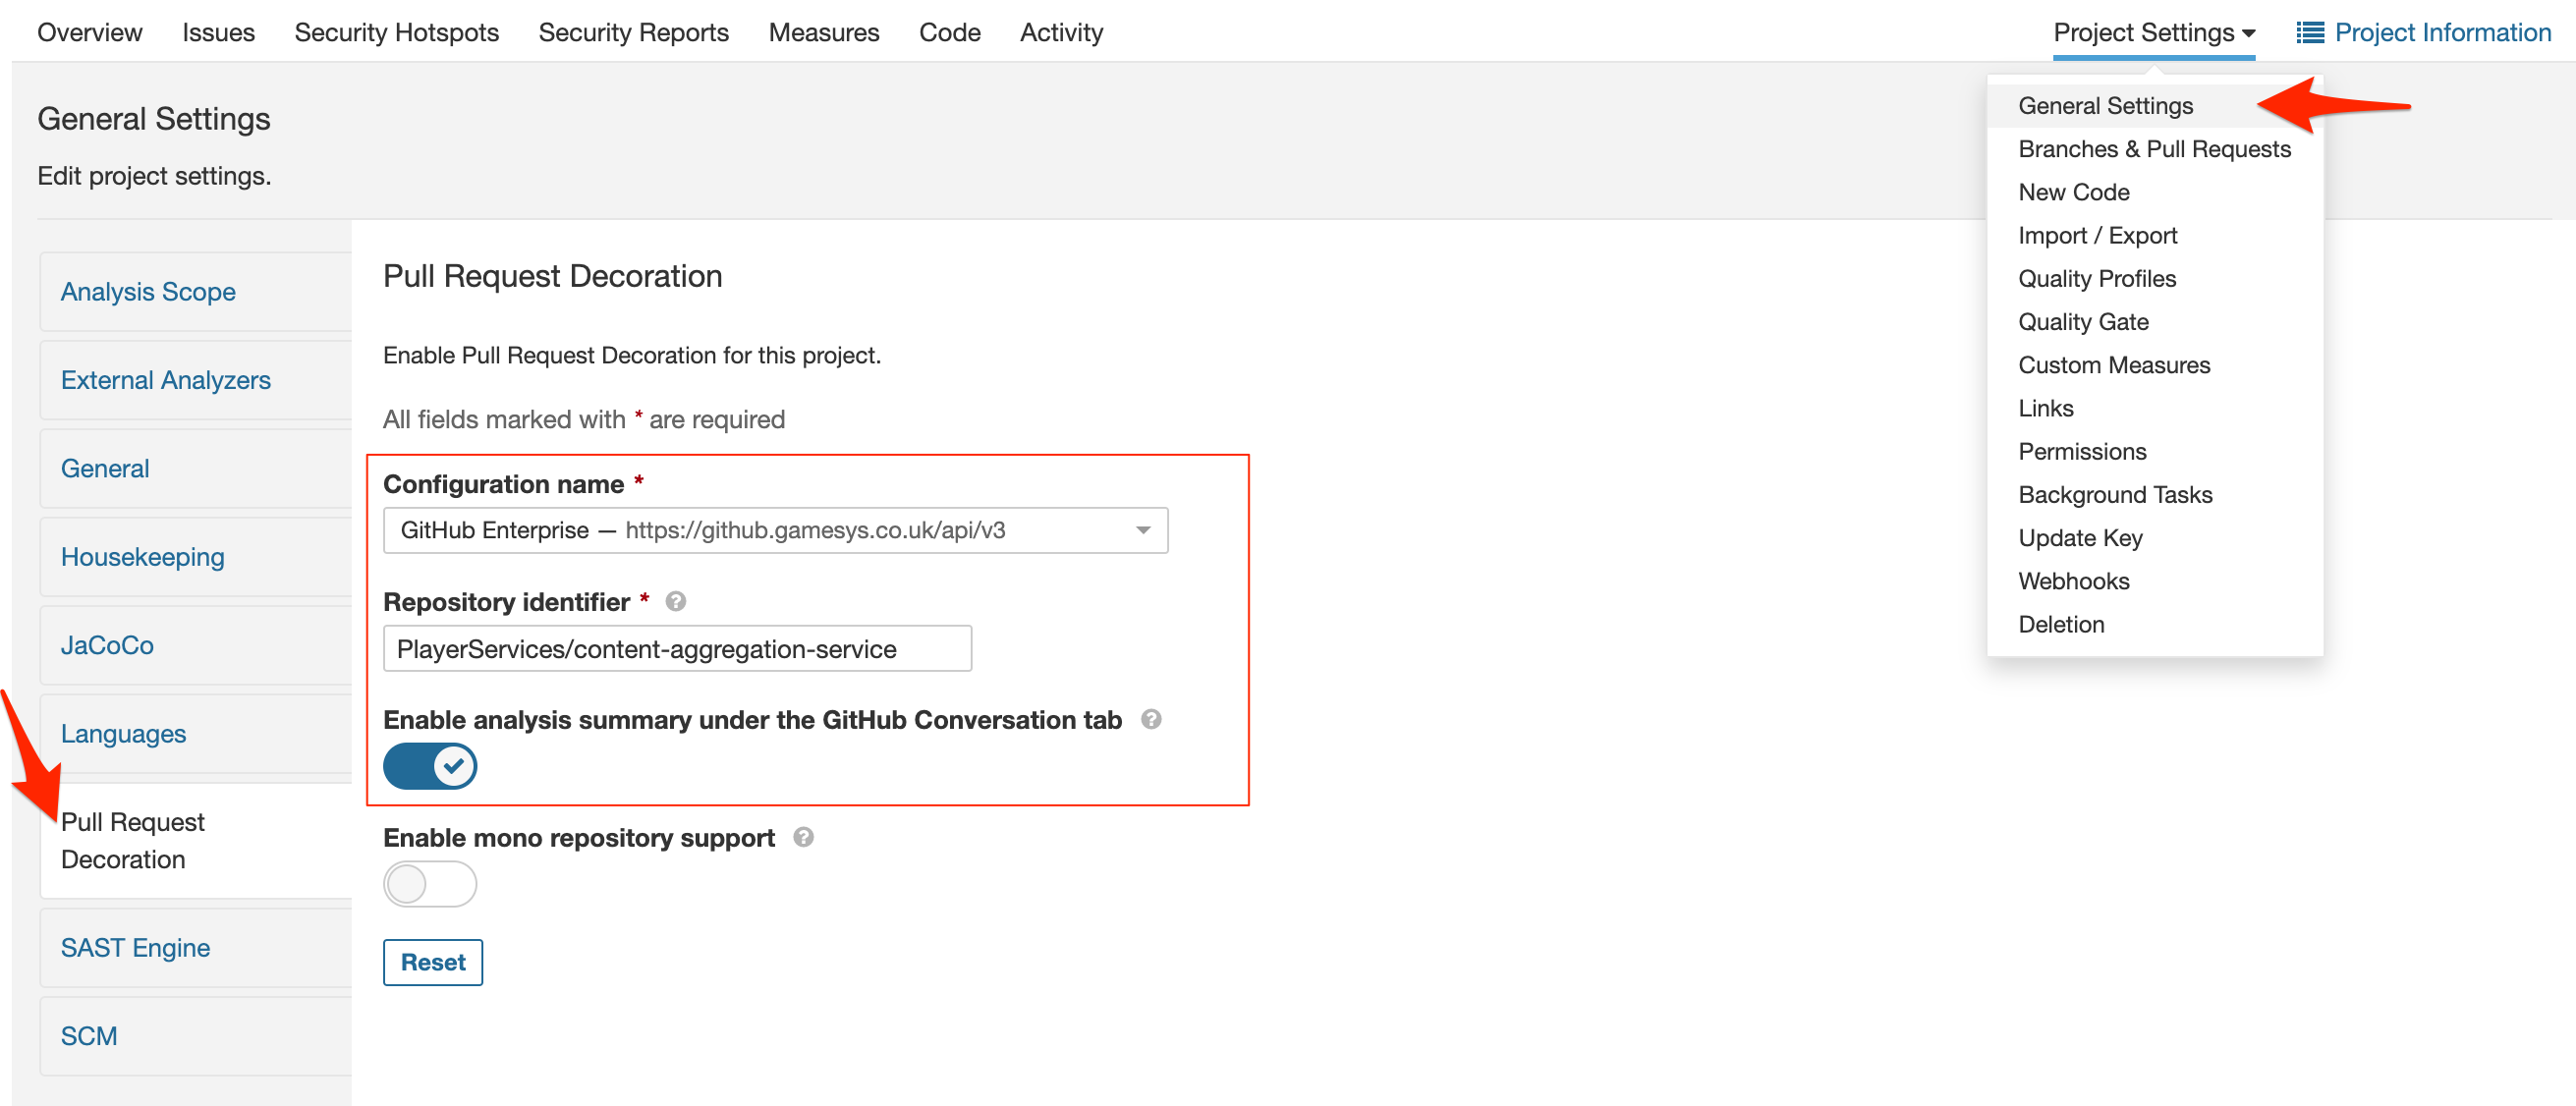 Overview Issues Security Hotspots Security Reports Measures Code Activity Project Settings Project Information
General Settings
Edit project settings.
General Settings
Branches & Pull Requests
New Code
Import / Export
Quality Profiles
Quality Gate
Custom Measures
Links
Permissions
Background Tasks
Update Key
Webhooks
Deletion
Analysis Scope
External Analyzers
General
Housekeeping
JaCoCo
Languages
Pull Request
Decoration
SAST Engine
SCM
Pull Request Decoration
Enable Pull Request Decoration for this project.
All fields marked with * are required
Configuration name *
GitHub Enterprise — https://github.gamesys.co.uk/api/v3
Repository identifier * ?
PlayerServices/content-aggregation-service
Enable analysis summary under the GitHub Conversation tab ?
Enable mono repository support ?
Reset